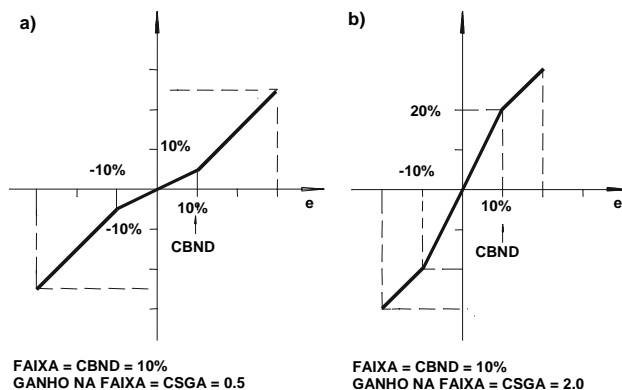 a)
10%
-10%
10%
e
-10%
CBND
FAIXA = CBND = 10%
GANHO NA FAIXA = CSGA = 0.5
b)
20%
-10%
10%
e
CBND
FAIXA = CBND = 10%
GANHO NA FAIXA = CSGA = 2.0